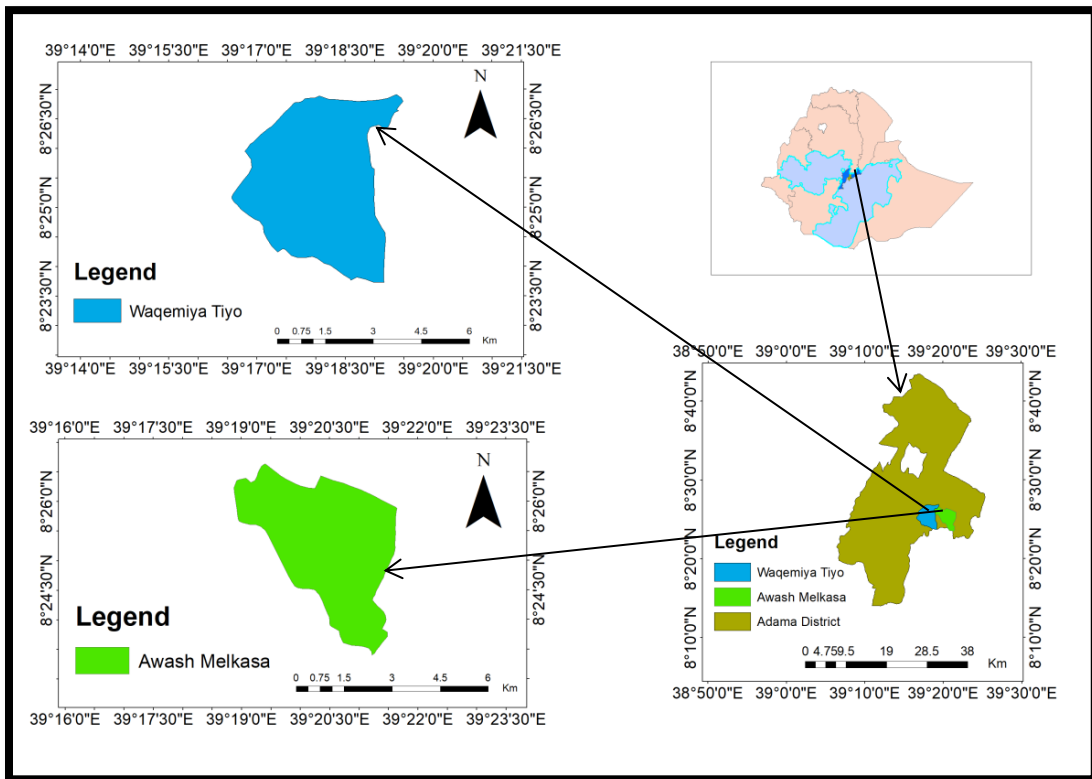 39°14'0"E 39°15'30"E 39°17'0"E 39°18'30"E 39°20'0"E 39°21'30"E
8°26'30"N
8°25'0"N
8°23'30"N
8°26'30"N
8°25'0"N
8°23'30"N
N
Legend
Waqemiya Tiyo
0 0.75 1.5 3 4.5 6
Km
39°14'0"E 39°15'30"E 39°17'0"E 39°18'30"E 39°20'0"E 39°21'30"E
39°16'0"E 39°17'30"E 39°19'0"E 39°20'30"E 39°22'0"E 39°23'30"E
8°26'0"N
8°24'30"N
8°26'0"N
8°24'30"N
N
Legend
Awash Melkasa
0 0.75 1.5 3 4.5 6
Km
39°16'0"E 39°17'30"E 39°19'0"E 39°20'30"E 39°22'0"E 39°23'30"E
38°50'0"E 39°0'0"E 39°10'0"E 39°20'0"E 39°30'0"E
8°40'0"N
8°30'0"N
8°20'0"N
8°10'0"N
8°40'0"N
8°30'0"N
8°20'0"N
8°10'0"N
Legend
Waqemiya Tiyo
Awash Melkasa
Adama District
0 4.75 9.5 19 28.5 38
Km
38°50'0"E 39°0'0"E 39°10'0"E 39°20'0"E 39°30'0"E